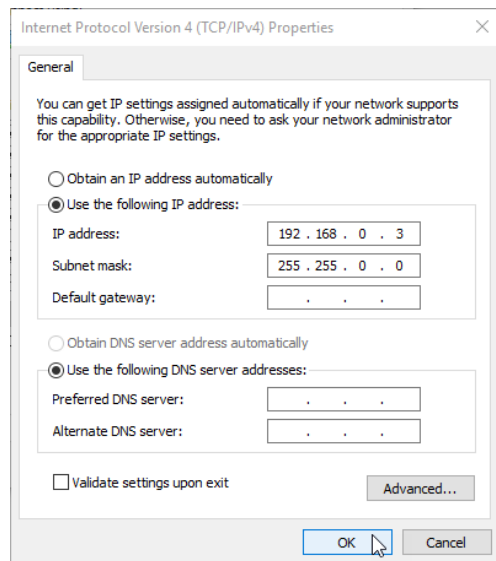 Internet Protocol Version 4 (TCP/IPv4) Properties
General
You can get IP settings assigned automatically if your network supports
this capability. Otherwise, you need to ask your network administrator
for the appropriate IP settings.
Obtain an IP address automatically
Use the following IP address:
IP address: 192 . 168 . 0 . 3
Subnet mask: 255 . 255 . 0 . 0
Default gateway: . . .
Obtain DNS server address automatically
Use the following DNS server addresses:
Preferred DNS server: . . .
Alternate DNS server: . . .
Validate settings upon exit
Advanced...
OK Cancel